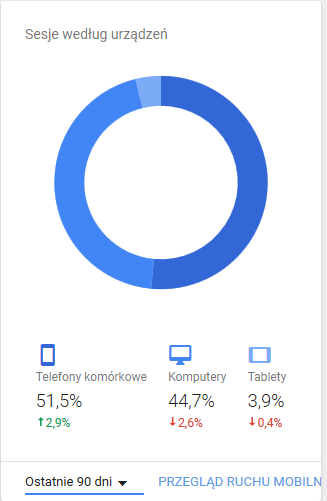 Sesje według urządzeń
Telefony komórkowe Komputery Tablety
51,5% 44,7% 3,9%
↑2,9% ↓2,6% ↓0,4%
Ostatnie 90 dni PRZEGLĄD RUCHU MOBILN